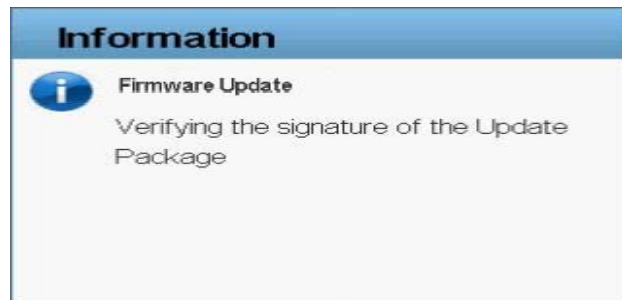 Information
Firmware Update
Verifying the signature of the Update
Package